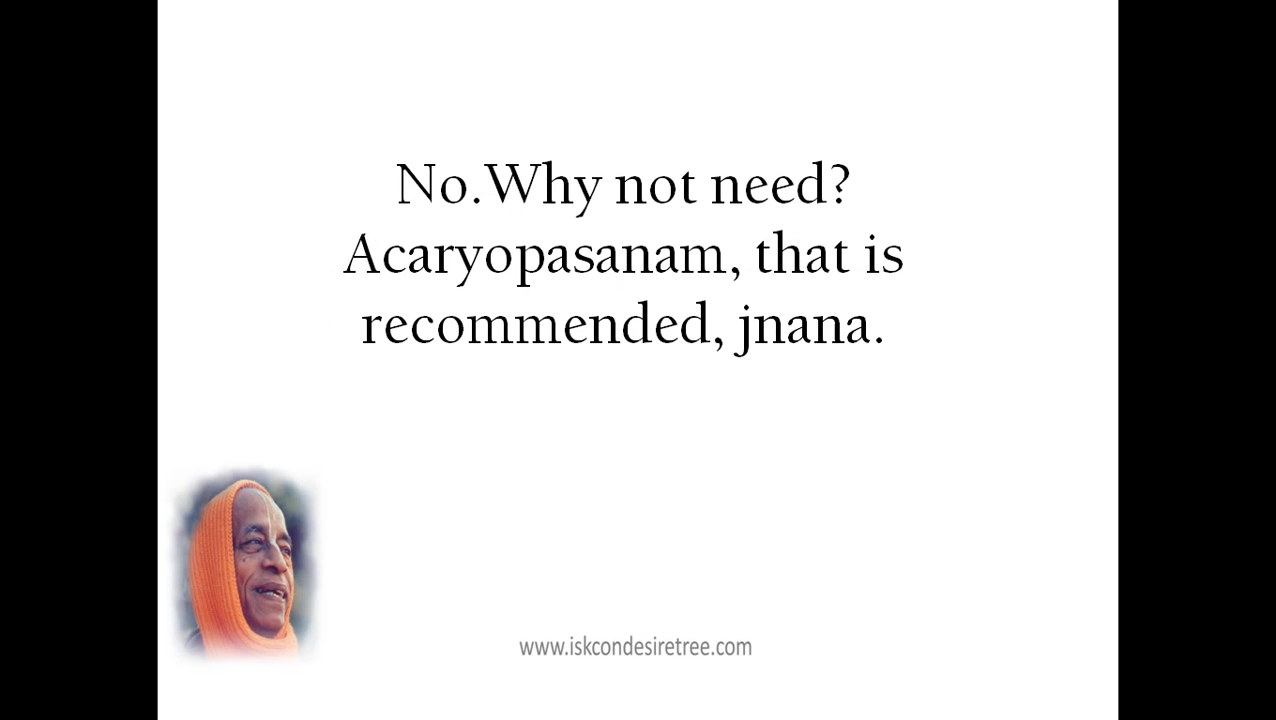 No.Why not need?
Acaryopasanam, that is
recommended, jnana.
www.iskcondesiretree.com